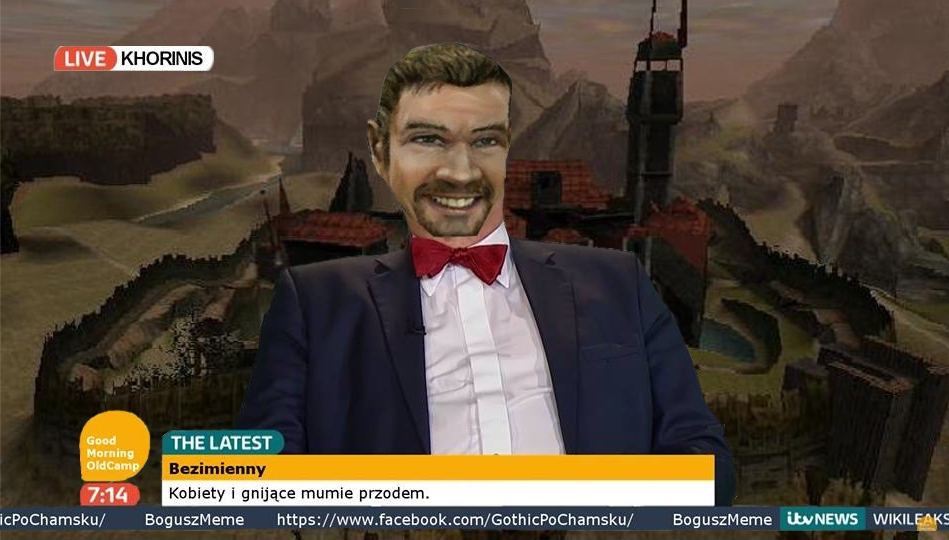 LIVE KHORINIS
Good
Morning
OldCamp
THE LATEST
Bezimienny
7:14
Kobiety i gnijące mumie przodem.
icPoChamsku/ BoguszMeme https://www.facebook.com/GothicPoChamsku/ BoguszMeme itv NEWS WIKILEAKS